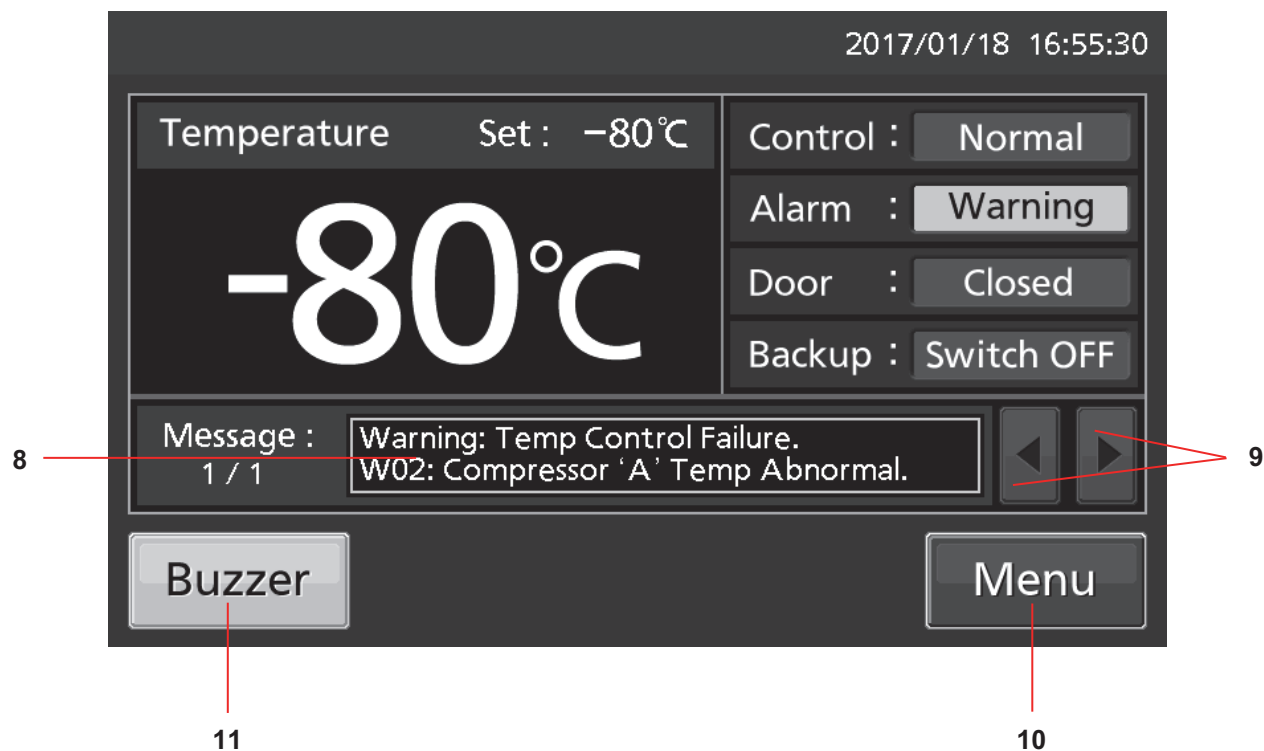 2017/01/18 16:55:30
Temperature Set : −80℃
-80℃
Control : Normal
Alarm : Warning
Door : Closed
Backup : Switch OFF
Message :
1 / 1
Warning: Temp Control Failure.
W02: Compressor ‘A’ Temp Abnormal.
8
9
Buzzer
Menu
11
10